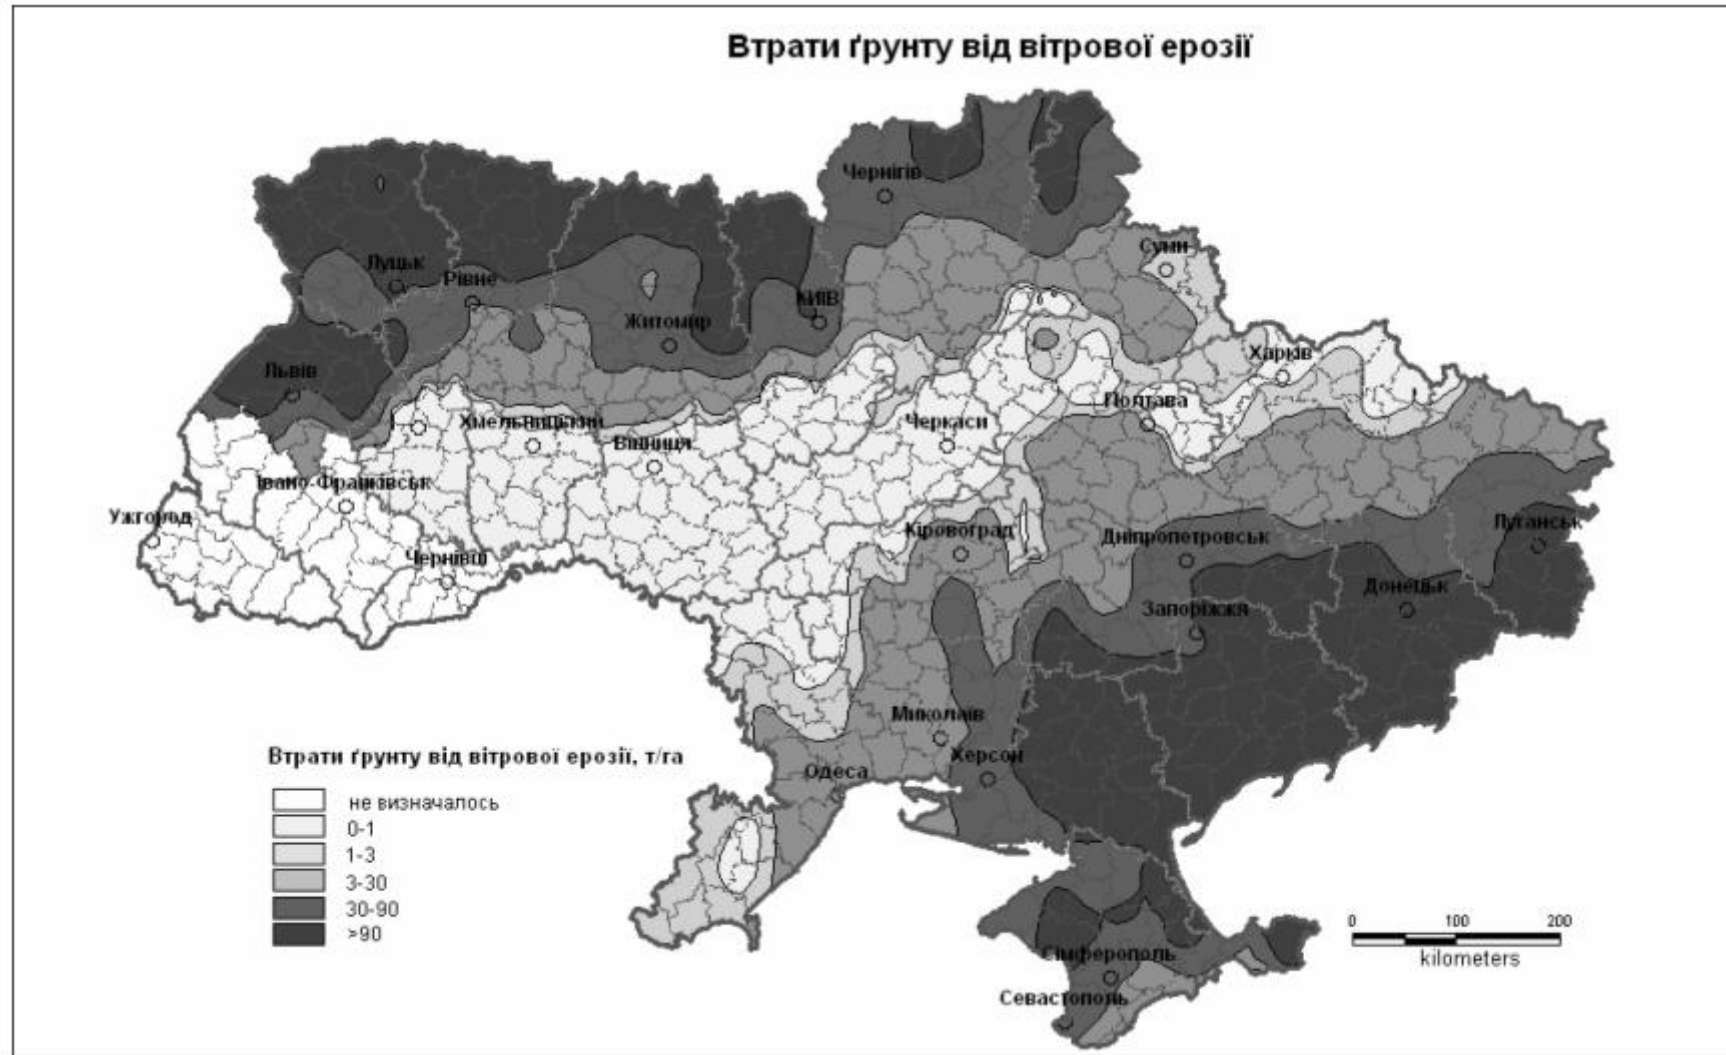 Втрати ґрунту від вітрової ерозії
Чернігів
Суми
Луцьк
Рівне
КИЇВ
Житомир
Харків
Львів
Полтава
Хмельницький
Черкаси
Вінниця
Івано-Франківськ
Ужгород
Кіровоград
Луганськ
Дніпропетровськ
Чернівці
Донецьк
Запоріжжя
Миколаїв
Херсон
Одеса
Сімферополь
Севастополь
Втрати ґрунту від вітрової ерозії, т/га
не визначалось
0-1
1-3
3-30
30-90
>90
0 100 200
kilometers